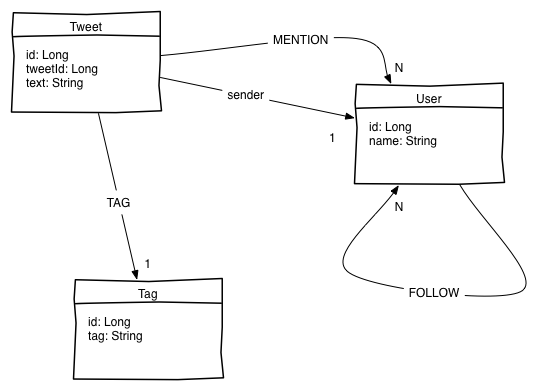 Tweet
id: Long
tweetId: Long
text: String
MENTION
N
sender
1
User
id: Long
name: String
TAG
N
1
Tag
id: Long
tag: String
FOLLOW